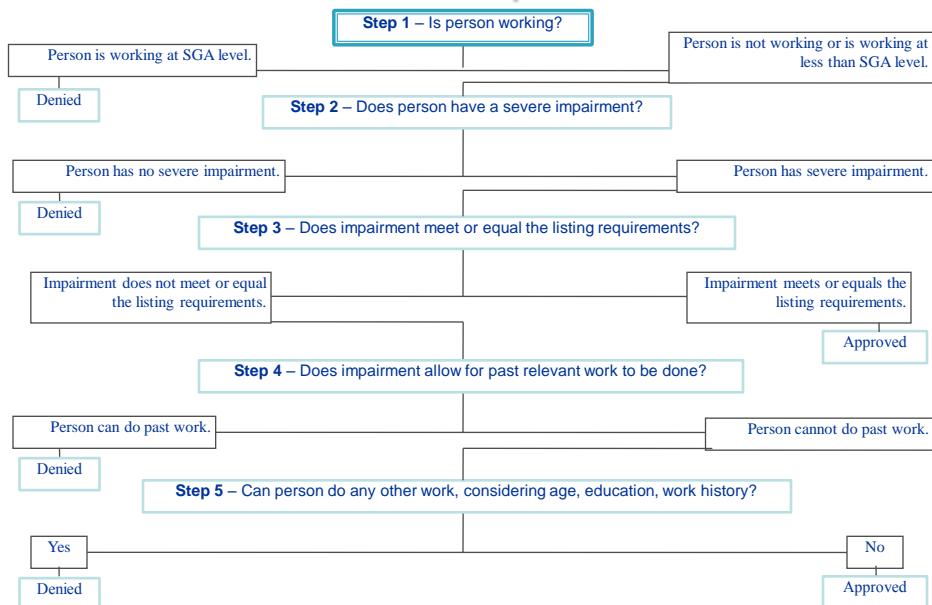 Step 1 – Is person working?
Person is working at SGA level.
Person is not working or is working at
less than SGA level.
Denied
Step 2 – Does person have a severe impairment?
Person has no severe impairment.
Person has severe impairment.
Denied
Step 3 – Does impairment meet or equal the listing requirements?
Impairment does not meet or equal
the listing requirements.
Impairment meets or equals the
listing requirements.
Approved
Step 4 – Does impairment allow for past relevant work to be done?
Person can do past work.
Person cannot do past work.
Denied
Step 5 – Can person do any other work, considering age, education, work history?
Yes
No
Denied
Approved